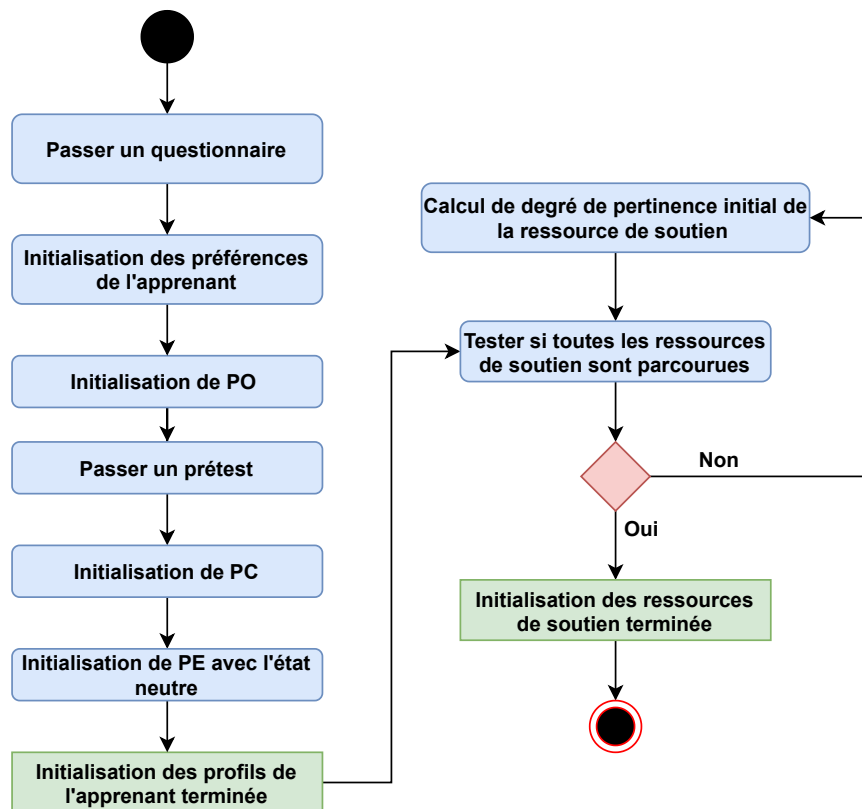 Passer un questionnaire
Initialisation des préférences
de l'apprenant
Initialisation de PO
Passer un prétest
Initialisation de PC
Initialisation de PE avec l'état
neutre
Initialisation des profils de
l'apprenant terminée
Calcul de degré de pertinence initial de
la ressource de soutien
Tester si toutes les ressources
de soutien sont parcourues
Non
Oui
Initialisation des ressources
de soutien terminée